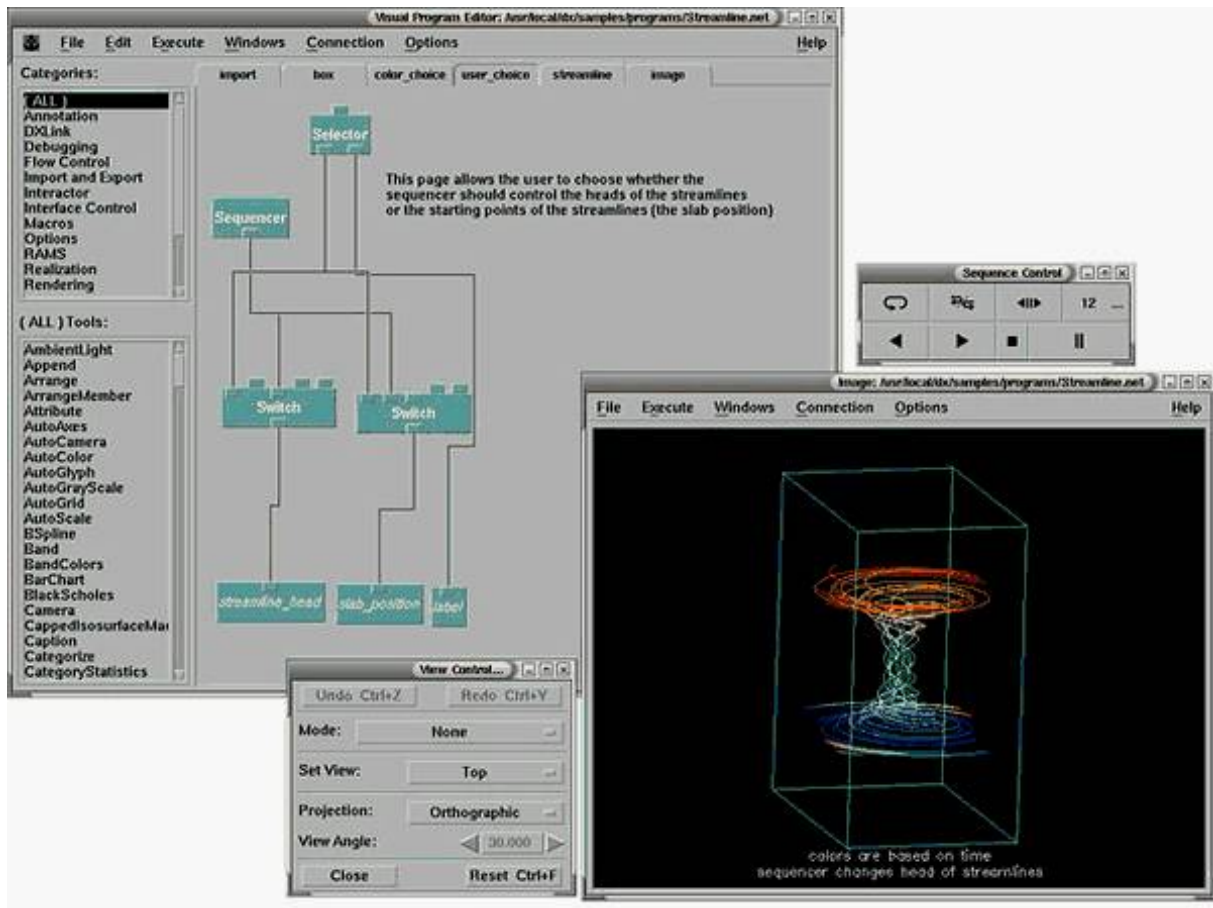 Visual Program Editor: /usr/local/dx/samples/programs/Streamline.net
File Edit Execute Windows Connection Options Help
Categories:
import box color_choice user_choice streamline image
( ALL )
Annotation
DXLink
Debugging
Flow Control
Import and Export
Interactor
Interface Control
Macros
Options
RAMS
Realization
Rendering
Selector
This page allows the user to choose whether the
sequencer should control the heads of the streamlines
or the starting points of the streamlines (the slab position)
Sequencer
Switch
Switch
streamline_head
slab_position
label
( ALL ) Tools:
AmbientLight
Append
Arrange
ArrangeMember
Attribute
AutoAxes
AutoCamera
AutoColor
AutoGlyph
AutoGrayScale
AutoGrid
AutoScale
BSpline
Band
BandColors
BarChart
BlackScholes
Camera
CappedIsosurfaceMa
Caption
Categorize
CategoryStatistics
Sequence Control
12 ...
Image: /usr/local/dx/samples/programs/Streamline.net
File Execute Windows Connection Options Help
colors are based on time
sequencer changes head of streamlines
View Control...
Undo Ctrl+Z Redo Ctrl+Y
Mode: None
Set View: Top
Projection: Orthographic
View Angle: 30.000
Close Reset Ctrl+F